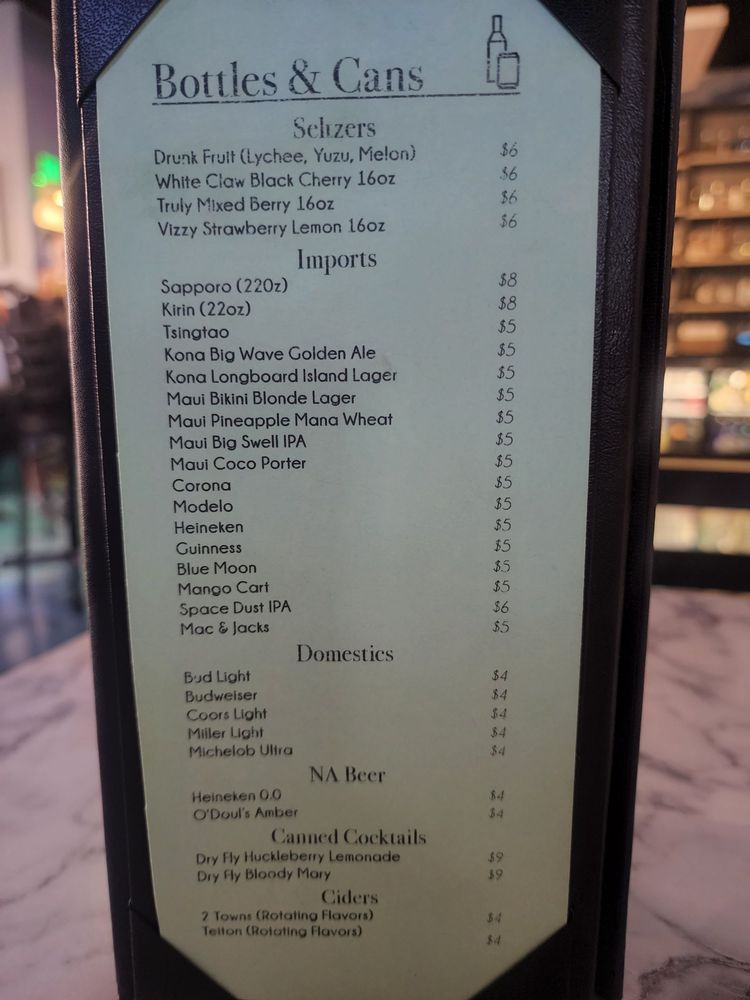 Bottles & Cans
Seltzers
Drunk Fruit (Lychee, Yuzu, Melon) $6
White Claw Black Cherry 16oz $6
Truly Mixed Berry 16oz $6
Vizzy Strawberry Lemon 16oz $6
Imports
Sapporo (22oz) $8
Kirin (22oz) $8
Tsingtao $5
Kona Big Wave Golden Ale $5
Kona Longboard Island Lager $5
Maui Bikini Blonde Lager $5
Maui Pineapple Mana Wheat $5
Maui Big Swell IPA $5
Maui Coco Porter $5
Corona $5
Modelo $5
Heineken $5
Guinness $5
Blue Moon $5
Mango Cart $5
Space Dust IPA $6
Mac & Jacks $5
Domestics
Bud Light $4
Budweiser $4
Coors Light $4
Miller Light $4
Michelob Ultra $4
NA Beer
Heineken 0.0 $4
O'Doul's Amber $4
Canned Cocktails
Dry Fly Huckleberry Lemonade $9
Dry Fly Bloody Mary $9
Ciders
2 Towns (Rotating Flavors) $4
Teiton (Rotating Flavors) $4